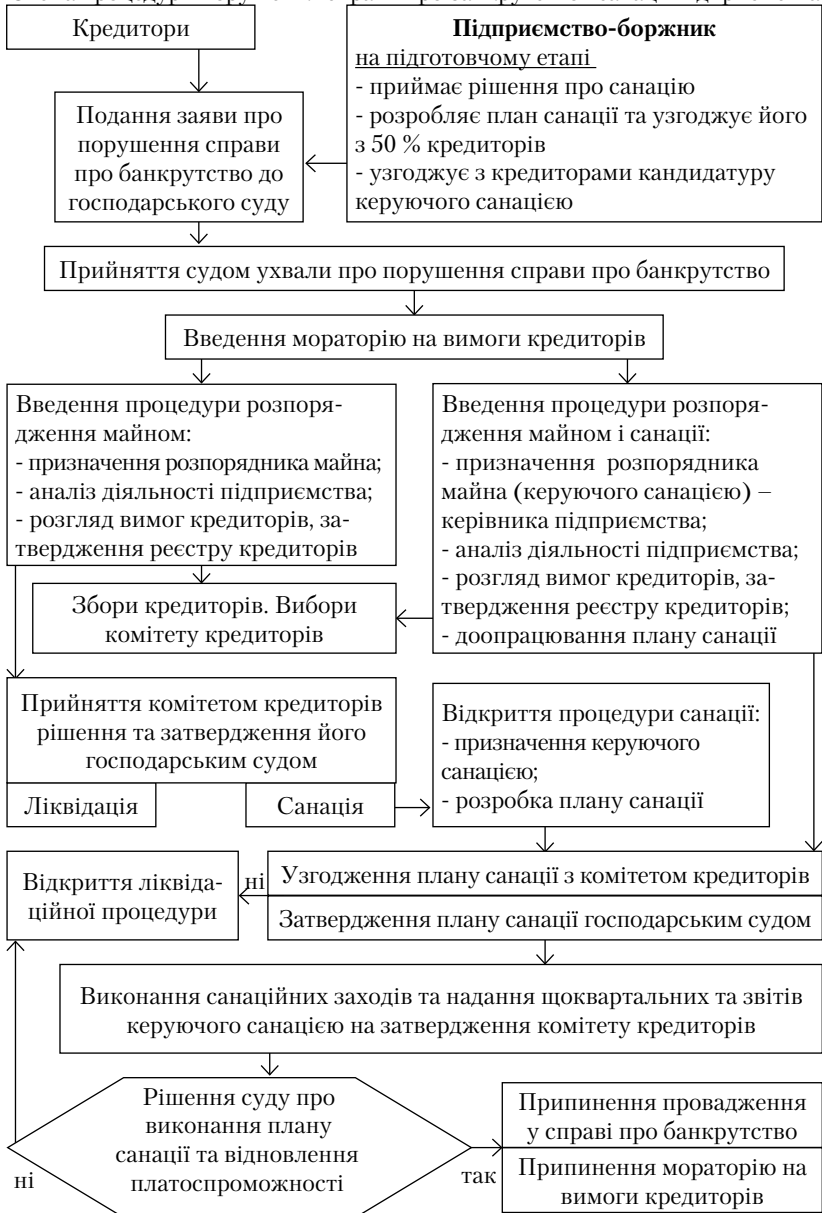 Кредитори
Підприємство-боржник
на підготовчому етапі
- приймає рішення про санацію
- розробляє план санації та узгоджує його
з 50 % кредиторів
- узгоджує з кредиторами кандидатуру
керуючого санацією
Подання заяви про
порушення справи
про банкрутство до
господарського суду
Прийняття судом ухвали про порушення справи про банкрутство
Введення мораторію на вимоги кредиторів
Введення процедури розпоря-
дження майном:
- призначення розпорядника майна;
- аналіз діяльності підприємства;
- розгляд вимог кредиторів, за-
твердження реєстру кредиторів
Введення процедури розпоря-
дження майном і санації:
- призначення розпорядника
майна (керуючого санацією) –
керівника підприємства;
- аналіз діяльності підприємства;
- розгляд вимог кредиторів, за-
твердження реєстру кредиторів;
- доопрацювання плану санації
Збори кредиторів. Вибори
комітету кредиторів
Прийняття комітетом кредиторів
рішення та затвердження його
господарським судом
Ліквідація
Санація
Відкриття процедури санації:
- призначення керуючого
санацією;
- розробка плану санації
Відкриття ліквіда-
ційної процедури
ні
Узгодження плану санації з комітетом кредиторів
Затвердження плану санації господарським судом
Виконання санаційних заходів та надання щоквартальних та звітів
керуючого санацією на затвердження комітету кредиторів
Рішення суду про
виконання плану
санації та відновлення
платоспроможності
ні
так
Припинення провадження
у справі про банкрутство
Припинення мораторію на
вимоги кредиторів